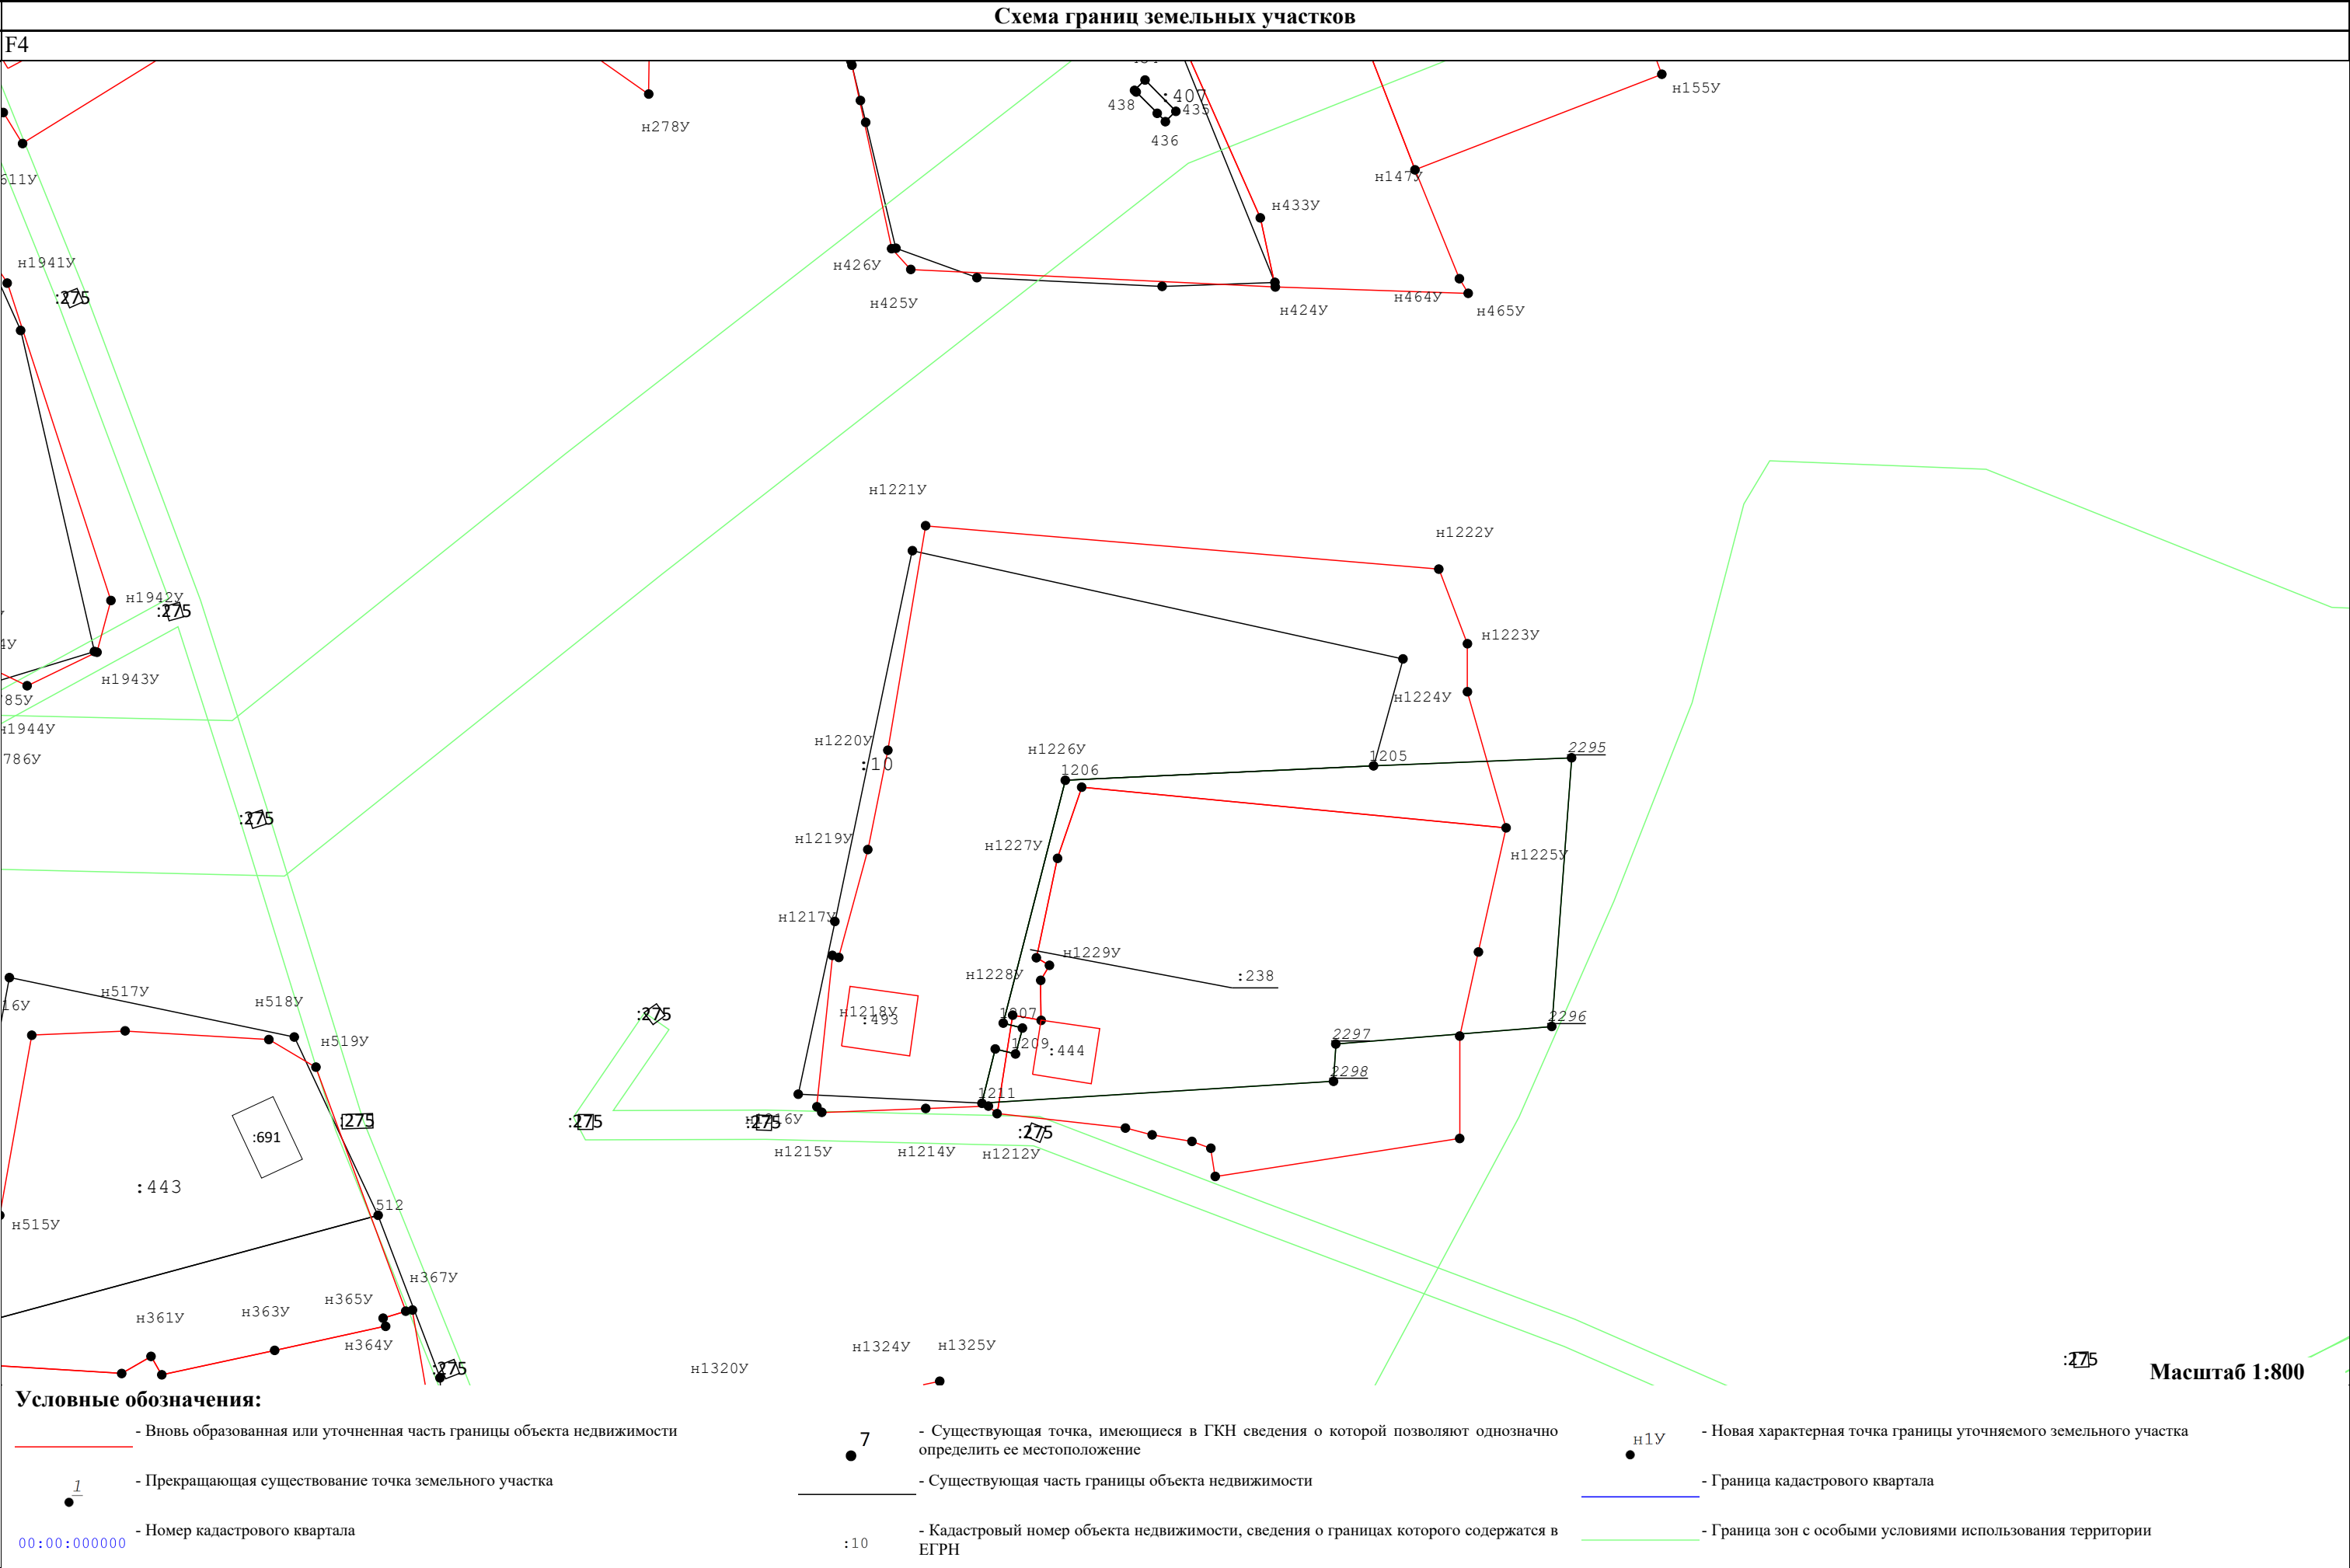 Схема границ земельных участков
F4
438
:407
435
436
н278У
н155У
н147У
611У
н433У
н1941У
:275
н426У
н425У
н424У
н464У
н465У
н1221У
н1222У
н1942У
:275
н1223У
4У
н1943У
85У
н1224У
н1944У
786У
н1220У
:10
н1226У
1206
1205
2295
:275
н1219У
н1227У
н1225У
н1217У
н1229У
н1228У
:238
16У
н517У
н518У
:275
н1218У
:493
1207
2296
н519У
1209
:444
2297
2298
1211
:275
:691
:275
:275
н1216У
:275
н1215У
н1214У
н1212У
:443
512
н515У
н367У
н365У
н363У
н361У
н364У
:275
н1320У
н1324У
н1325У
:275
Масштаб 1:800
Условные обозначения:
- Вновь образованная или уточненная часть границы объекта недвижимости
7
- Существующая точка, имеющиеся в ГКН сведения о которой позволяют однозначно
определить ее местоположение
н1У
- Новая характерная точка границы уточняемого земельного участка
1
- Прекращающая существование точка земельного участка
- Существующая часть границы объекта недвижимости
- Граница кадастрового квартала
00:00:000000
- Номер кадастрового квартала
:10
- Кадастровый номер объекта недвижимости, сведения о границах которого содержатся в
ЕГРН
- Граница зон с особыми условиями использования территории